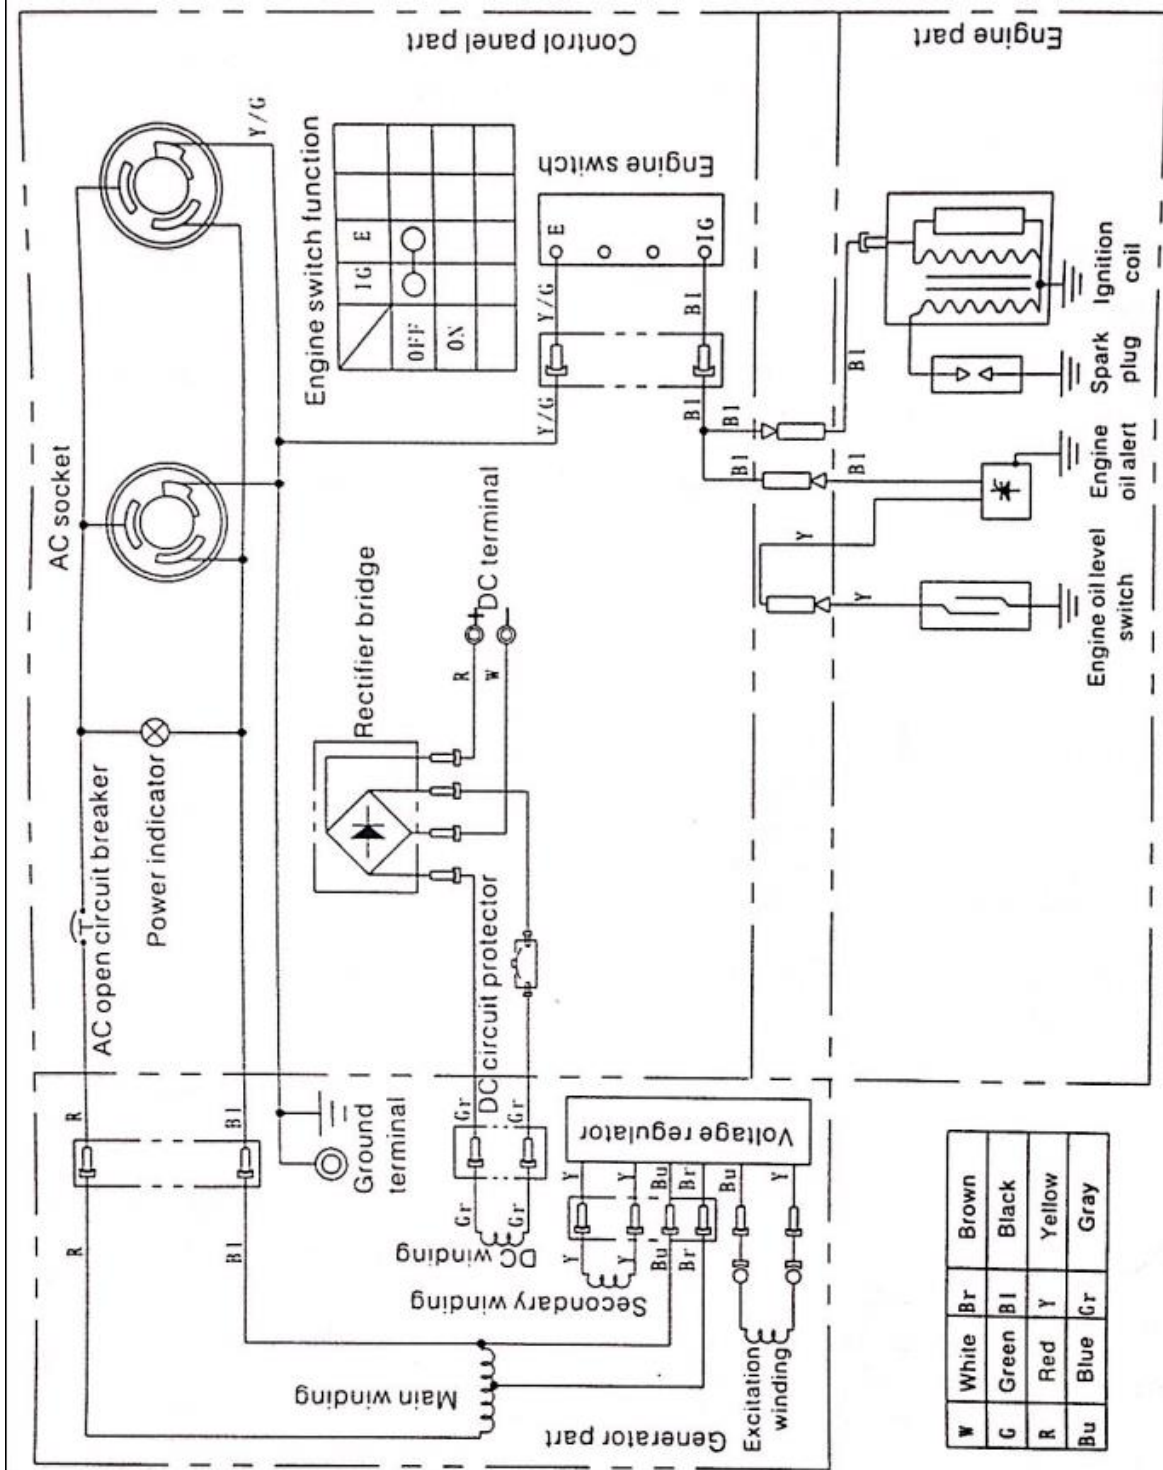 Control panel part
Engine part
AC socket
Y/G
Engine switch function
IG E
OFF
ON
Engine switch
E
IG
Y/G
Bl
Y/G
Bl
Bl
Bl
Bl
Bl
Ignition
coil
Spark
plug
Engine
oil alert
Y
Y
Engine oil level
switch
AC open circuit breaker
T
Power indicator
Rectifier bridge
DC terminal
+
-
R
W
DC circuit protector
R
Bl
Ground
terminal
Gr
Gr
R
Bl
Gr
Gr
DC winding
Secondary winding
Voltage regulator
Y
Y
Bu
Br
Bu
Y
Y
Y
Bu
Br
Main winding
Excitation
winding
Generator part
W White Br Brown
G Green Bl Black
R Red Y Yellow
Bu Blue Gr Gray